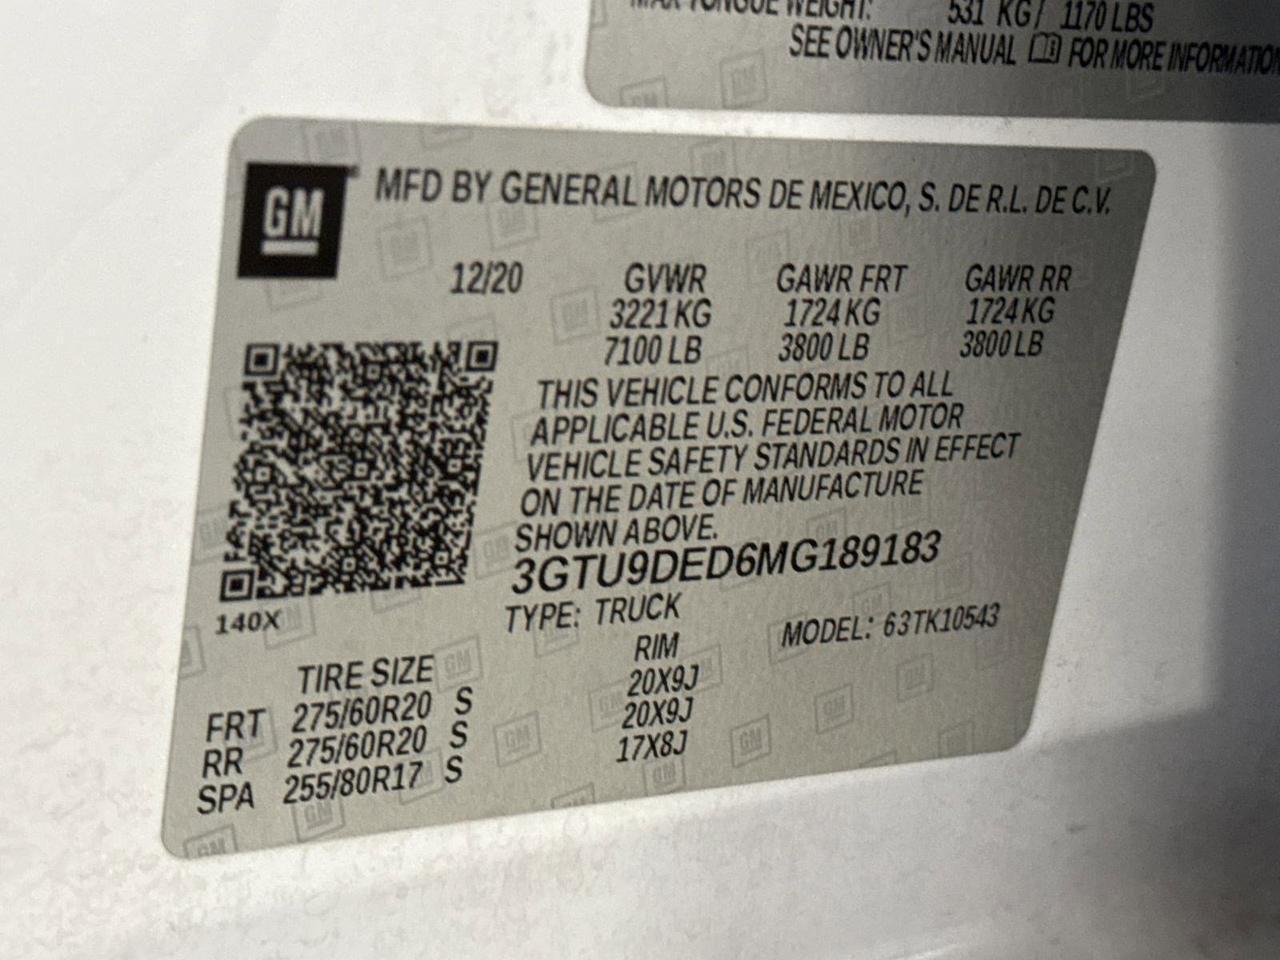 MAX TONGUE WEIGHT: 531 KG/ 1170 LBS
SEE OWNER'S MANUAL FOR MORE INFORMATION
GM
MFD BY GENERAL MOTORS DE MEXICO, S. DE R.L. DE C.V.
12/20 GVWR GAWR FRT GAWR RR
3221 KG 1724 KG 1724 KG
7100 LB 3800 LB 3800 LB
THIS VEHICLE CONFORMS TO ALL
APPLICABLE U.S. FEDERAL MOTOR
VEHICLE SAFETY STANDARDS IN EFFECT
ON THE DATE OF MANUFACTURE
SHOWN ABOVE.
3GTU9DED6MG189183
140X
TYPE: TRUCK MODEL: 63TK10543
TIRE SIZE RIM
FRT 275/60R20 S 20X9J
RR 275/60R20 S 20X9J
SPA 255/80R17 S 17X8J